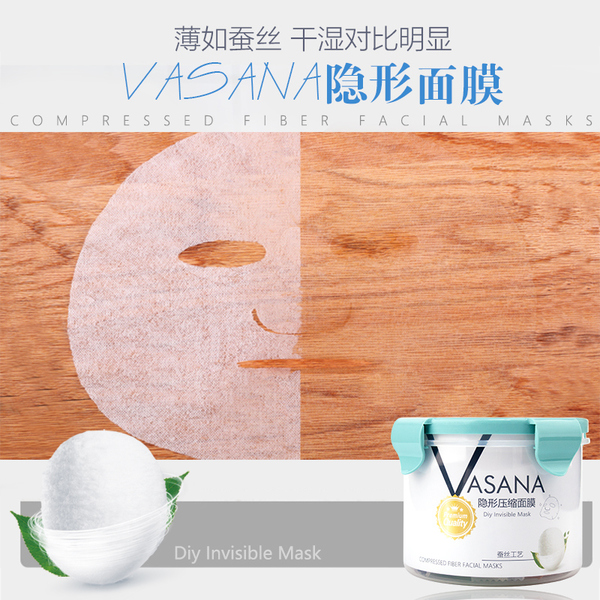 薄如蚕丝 干湿对比明显
VASANA隐形面膜
COMPRESSED FIBER FACIAL MASKS
VASANA
隐形压缩面膜
Diy Invisible Mask
Quality
蚕丝工艺
COMPRESSED FIBER FACIAL MASKS
Diy Invisible Mask